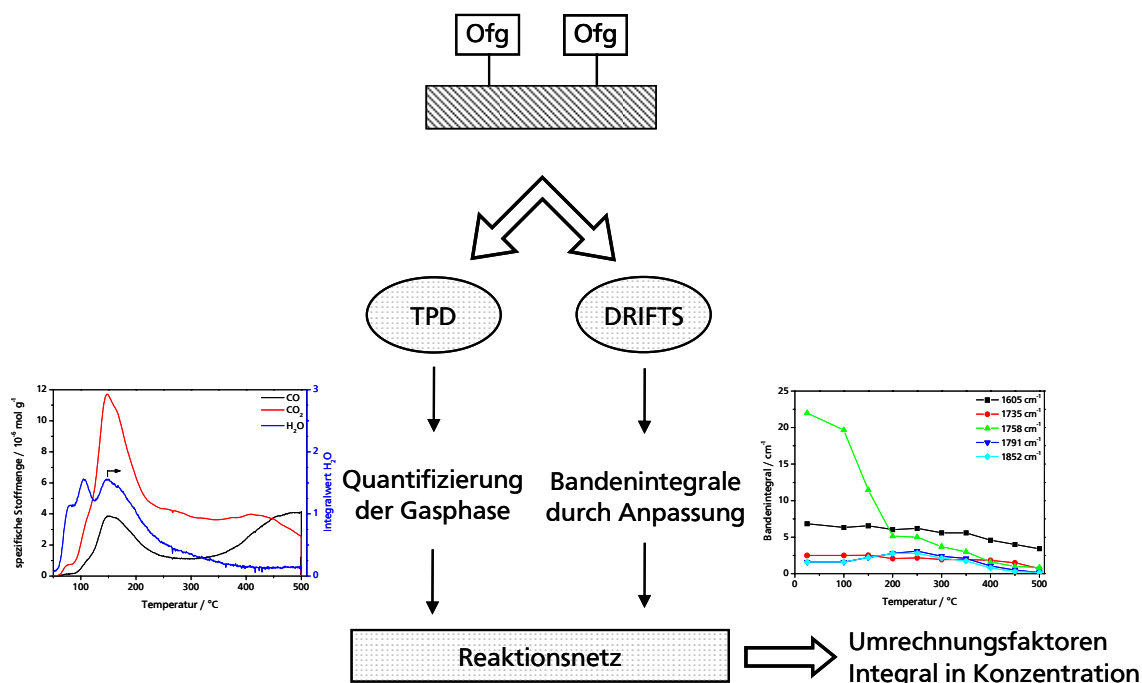 Ofg
Ofg
TPD
DRIFTS
12
10
8
6
4
2
0
spezifische Stoffmenge / 10⁻⁶ mol g⁻¹
CO
CO₂
H₂O
3
2
1
0
Integralwert H₂O
100
200
300
400
500
Temperatur / °C
Quantifizierung
der Gasphase
Bandenintegrale
durch Anpassung
25
20
15
10
5
0
Bandenintegral / cm⁻¹
1605 cm⁻¹
1735 cm⁻¹
1758 cm⁻¹
1791 cm⁻¹
1852 cm⁻¹
0
100
200
300
400
500
Temperatur / °C
Reaktionsnetz
Umrechnungsfaktoren
Integral in Konzentration